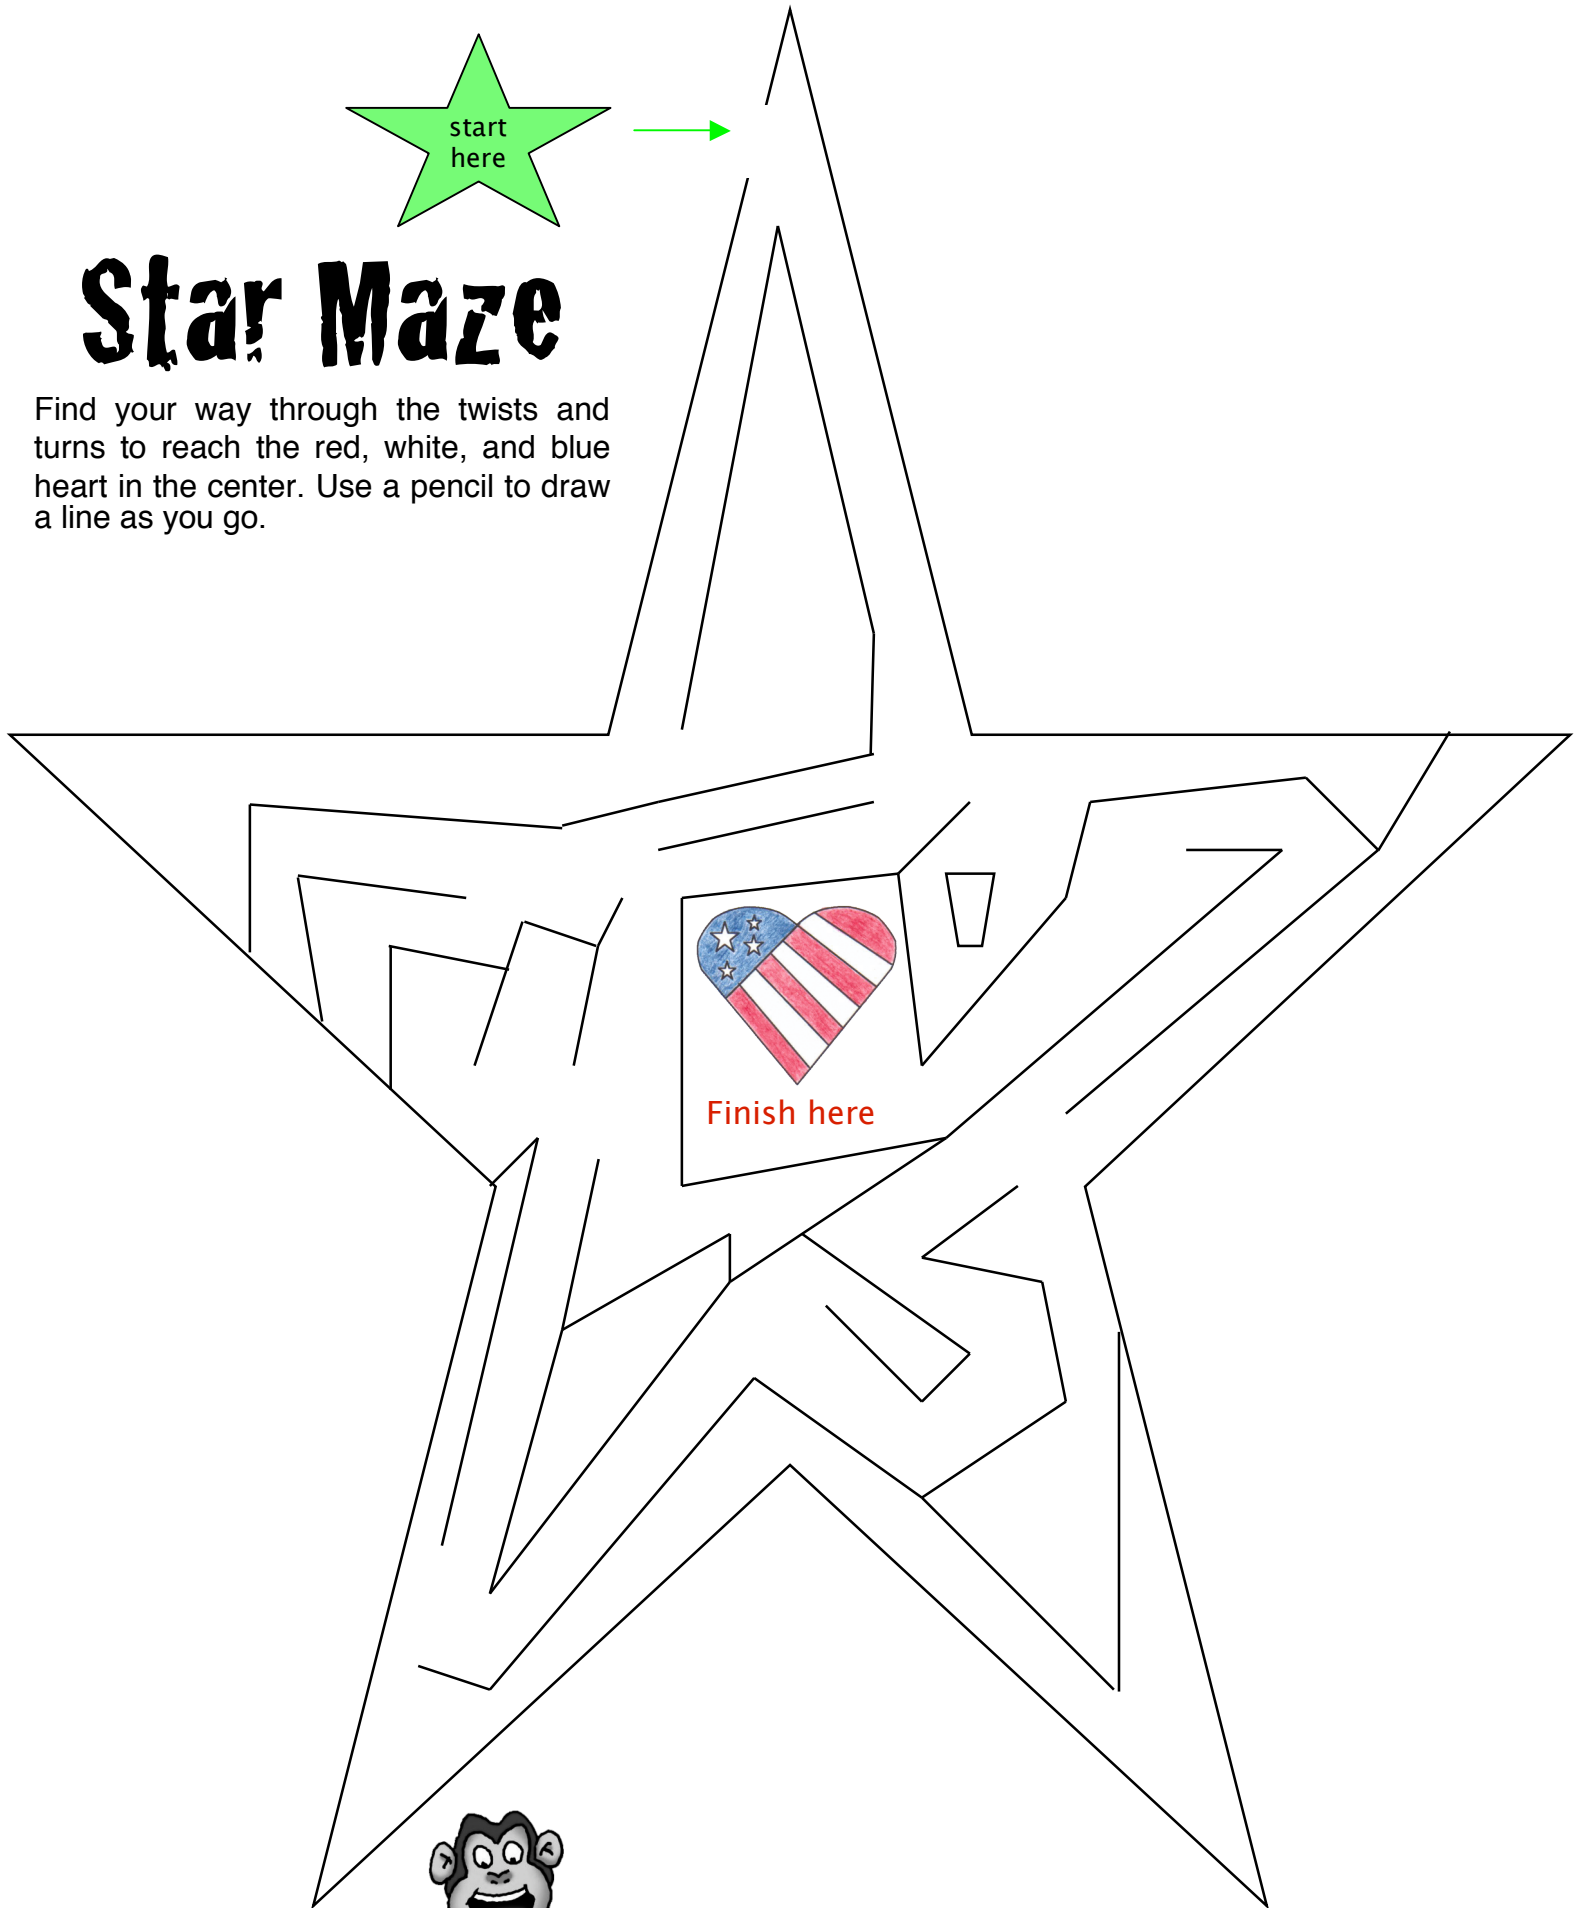 start
here
Star Maze
Find your way through the twists and
turns to reach the red, white, and blue
heart in the center. Use a pencil to draw
a line as you go.
Finish here